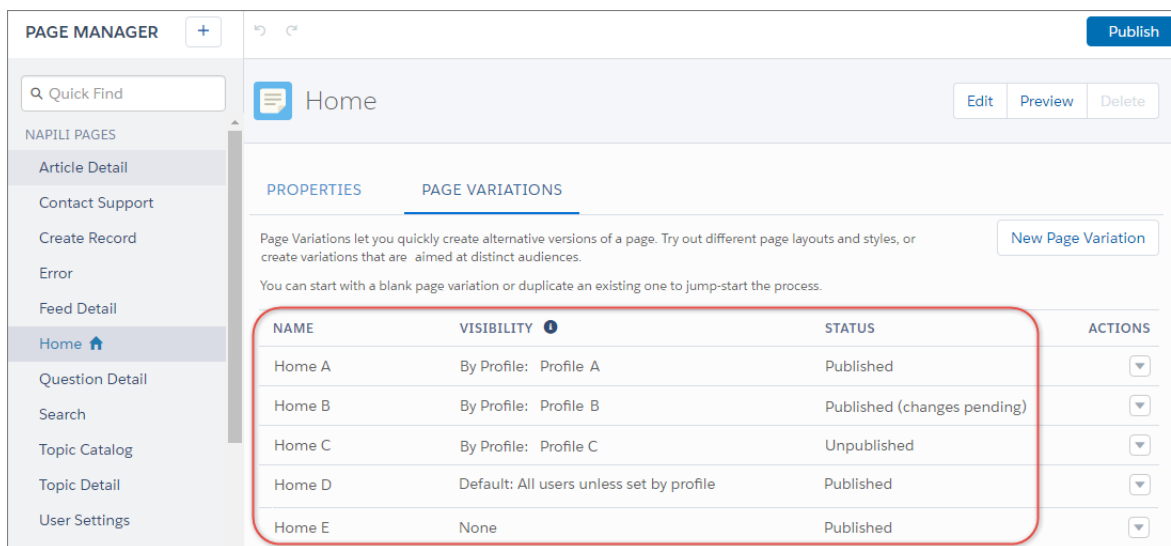 PAGE MANAGER
+
Publish
Quick Find
Home
Edit
Preview
Delete
NAPILI PAGES
Article Detail
Contact Support
Create Record
Error
Feed Detail
Home
Question Detail
Search
Topic Catalog
Topic Detail
User Settings
PROPERTIES PAGE VARIATIONS
Page Variations let you quickly create alternative versions of a page. Try out different page layouts and styles, or
create variations that are aimed at distinct audiences.
New Page Variation
You can start with a blank page variation or duplicate an existing one to jump-start the process.
NAME VISIBILITY STATUS ACTIONS
Home A By Profile: Profile A Published
Home B By Profile: Profile B Published (changes pending)
Home C By Profile: Profile C Unpublished
Home D Default: All users unless set by profile Published
Home E None Published